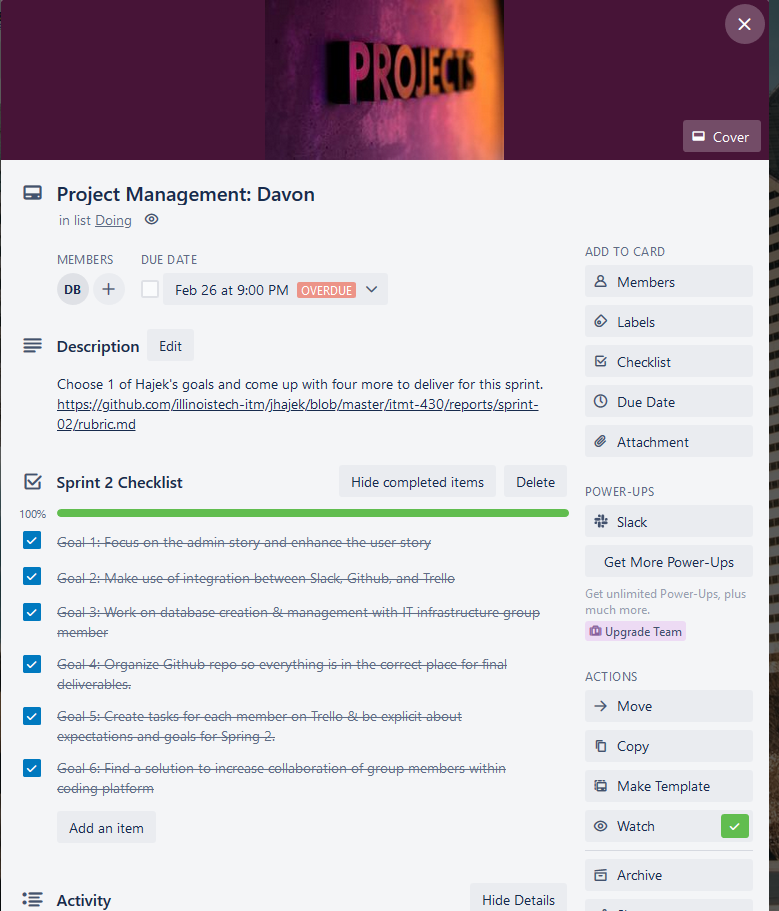 PROJECTS
Cover
Project Management: Davon
in list Doing
MEMBERS
DUE DATE
DB
Feb 26 at 9:00 PM OVERDUE
Description
Edit
Choose 1 of Hajek's goals and come up with four more to deliver for this sprint.
https://github.com/illinoistech-itm/jhajek/blob/master/itmt-430/reports/sprint-
02/rubric.md
Sprint 2 Checklist
Hide completed items
Delete
100%
Goal 1: Focus on the admin story and enhance the user story
Goal 2: Make use of integration between Slack, Github, and Trello
Goal 3: Work on database creation & management with IT infrastructure group
member
Goal 4: Organize Github repo so everything is in the correct place for final
deliverables.
Goal 5: Create tasks for each member on Trello & be explicit about
expectations and goals for Spring 2.
Goal 6: Find a solution to increase collaboration of group members within
coding platform
Add an item
Activity
Hide Details
ADD TO CARD
Members
Labels
Checklist
Due Date
Attachment
POWER-UPS
Slack
Get More Power-Ups
Get unlimited Power-Ups, plus
much more.
Upgrade Team
ACTIONS
Move
Copy
Make Template
Watch
Archive